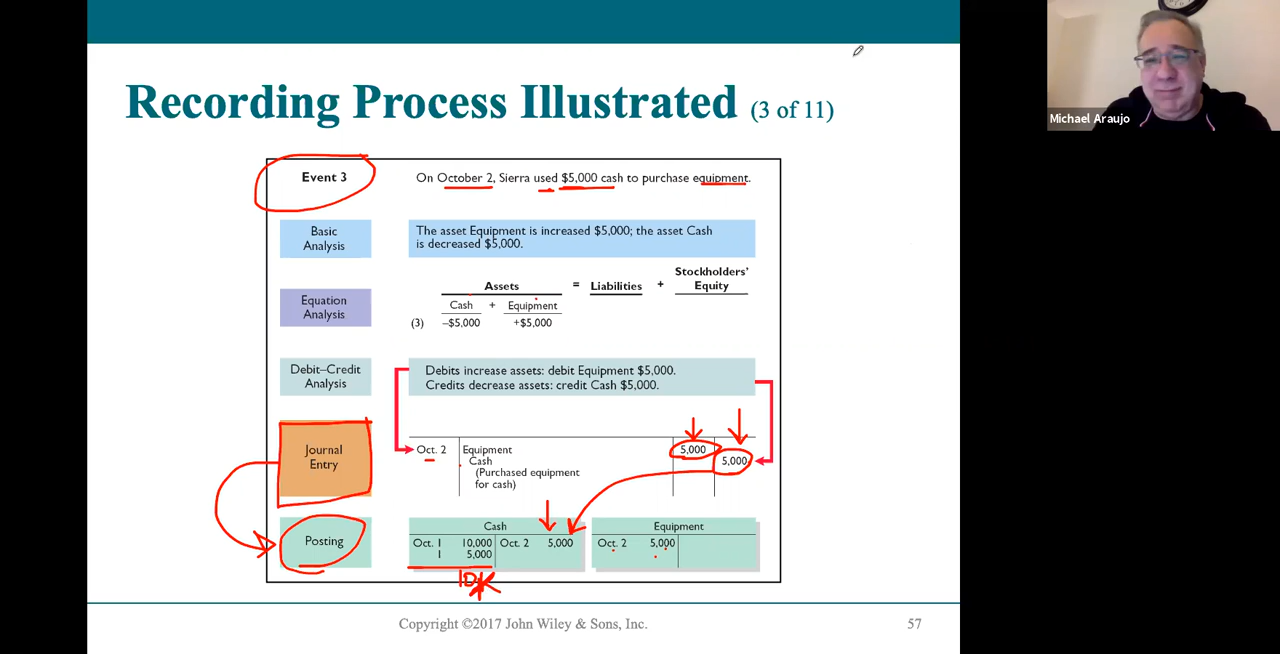 Recording Process Illustrated (3 of 11)
Michael Araujo
Event 3
On October 2, Sierra used $5,000 cash to purchase equipment.
Basic
Analysis
The asset Equipment is increased $5,000; the asset Cash
is decreased $5,000.
Equation
Analysis
Assets = Liabilities + Stockholders' Equity
Cash + Equipment
(3) –$5,000 +$5,000
Debit–Credit
Analysis
Debits increase assets: debit Equipment $5,000.
Credits decrease assets: credit Cash $5,000.
Journal
Entry
Oct. 2 Equipment 5,000
Cash 5,000
(Purchased equipment
for cash)
Posting
Cash
Oct. 1 10,000 Oct. 2 5,000
1 5,000
10K
Equipment
Oct. 2 5,000
Copyright ©2017 John Wiley & Sons, Inc.
57